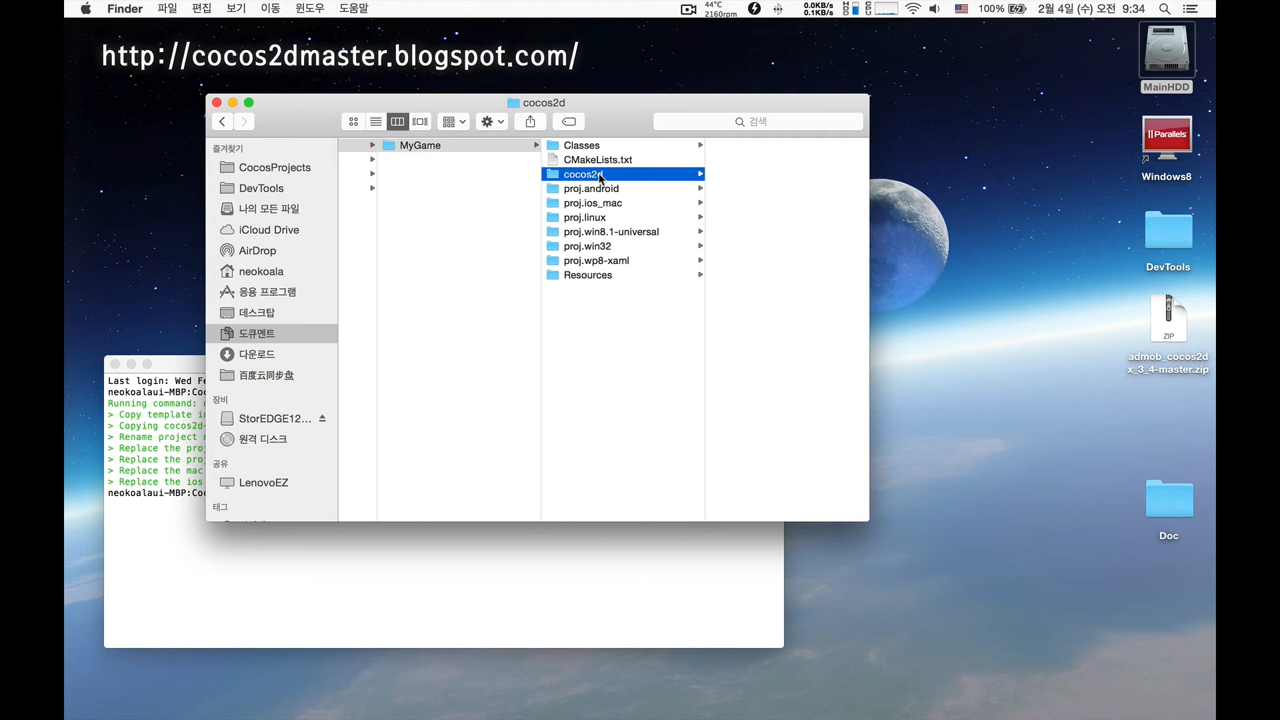 Finder 파일 편집 보기 이동 윈도우 도움말 44°C 2160rpm 0.0KB/s 0.1KB/s 100% 2월 4일 (수) 오전 9:34
http://cocos2dmaster.blogspot.com/
MainHDD
cocos2d
검색
즐겨찾기
CocosProjects
DevTools
나의 모든 파일
iCloud Drive
AirDrop
neokoala
응용 프로그램
데스크탑
도큐멘트
다운로드
百度云同步盘
장비
StorEDGE12...
원격 디스크
공유
LenovoEZ
태그
MyGame
Classes
CMakeLists.txt
cocos2d
proj.android
proj.ios_mac
proj.linux
proj.win8.1-universal
proj.win32
proj.wp8-xaml
Resources
Last login: Wed Fe
neokoalaui-MBP:Co
Running command:
> Copy template i
> Copying cocos2d
> Rename project
> Replace the pro
> Replace the pro
> Replace the mac
> Replace the ios
neokoalaui-MBP:Co
Parallels
Windows8
DevTools
ZIP
admob_cocos2d
x_3_4-master.zip
Doc